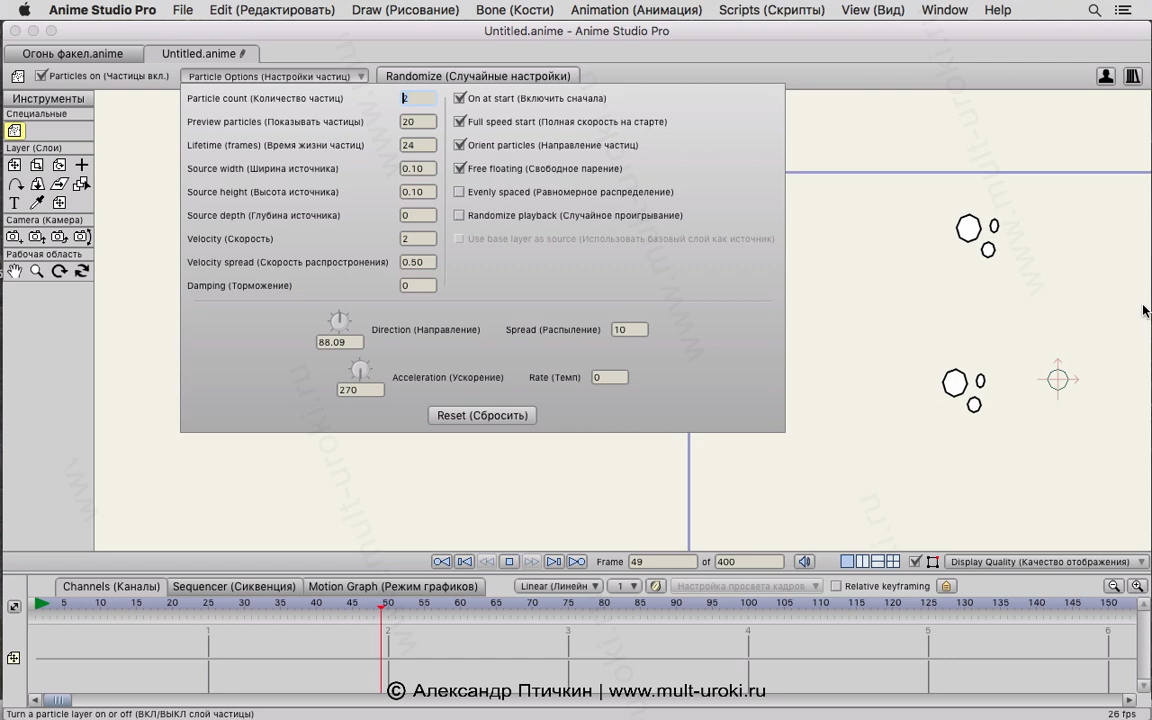 Anime Studio Pro File Edit (Редактировать) Draw (Рисование) Bone (Кости) Animation (Анимация) Scripts (Скрипты) View (Вид) Window Help
Untitled.anime - Anime Studio Pro
Огонь факел.anime Untitled.anime
Particles on (Частицы вкл.) Particle Options (Настройки частиц) Randomize (Случайные настройки)
Инструменты
Специальные
Layer (Слои)
Camera (Камера)
Рабочая область
Particle count (Количество частиц) 2
Preview particles (Показывать частицы) 20
Lifetime (frames) (Время жизни частиц) 24
Source width (Ширина источника) 0.10
Source height (Высота источника) 0.10
Source depth (Глубина источника) 0
Velocity (Скорость) 2
Velocity spread (Скорость распространения) 0.50
Damping (Торможение) 0
On at start (Включить сначала)
Full speed start (Полная скорость на старте)
Orient particles (Направление частиц)
Free floating (Свободное парение)
Evenly spaced (Равномерное распределение)
Randomize playback (Случайное проигрывание)
Use base layer as source (Использовать базовый слой как источник)
88.09 Direction (Направление) Spread (Распыление) 10
270 Acceleration (Ускорение) Rate (Темп) 0
Reset (Сбросить)
Frame 49 of 400 Display Quality (Качество отображения)
Channels (Каналы) Sequencer (Сиквенция) Motion Graph (Режим графиков) Linear (Линейн 1 Настройка просвета кадров Relative keyframing
5 10 15 20 25 30 35 40 45 50 55 60 65 70 75 80 85 90 95 100 105 110 115 120 125 130 135 140 145 150
1 2 3 4 5 6
© Александр Птичкин | www.mult-uroki.ru
Turn a particle layer on or off (ВКЛ/ВЫКЛ слой частицы) 26 fps